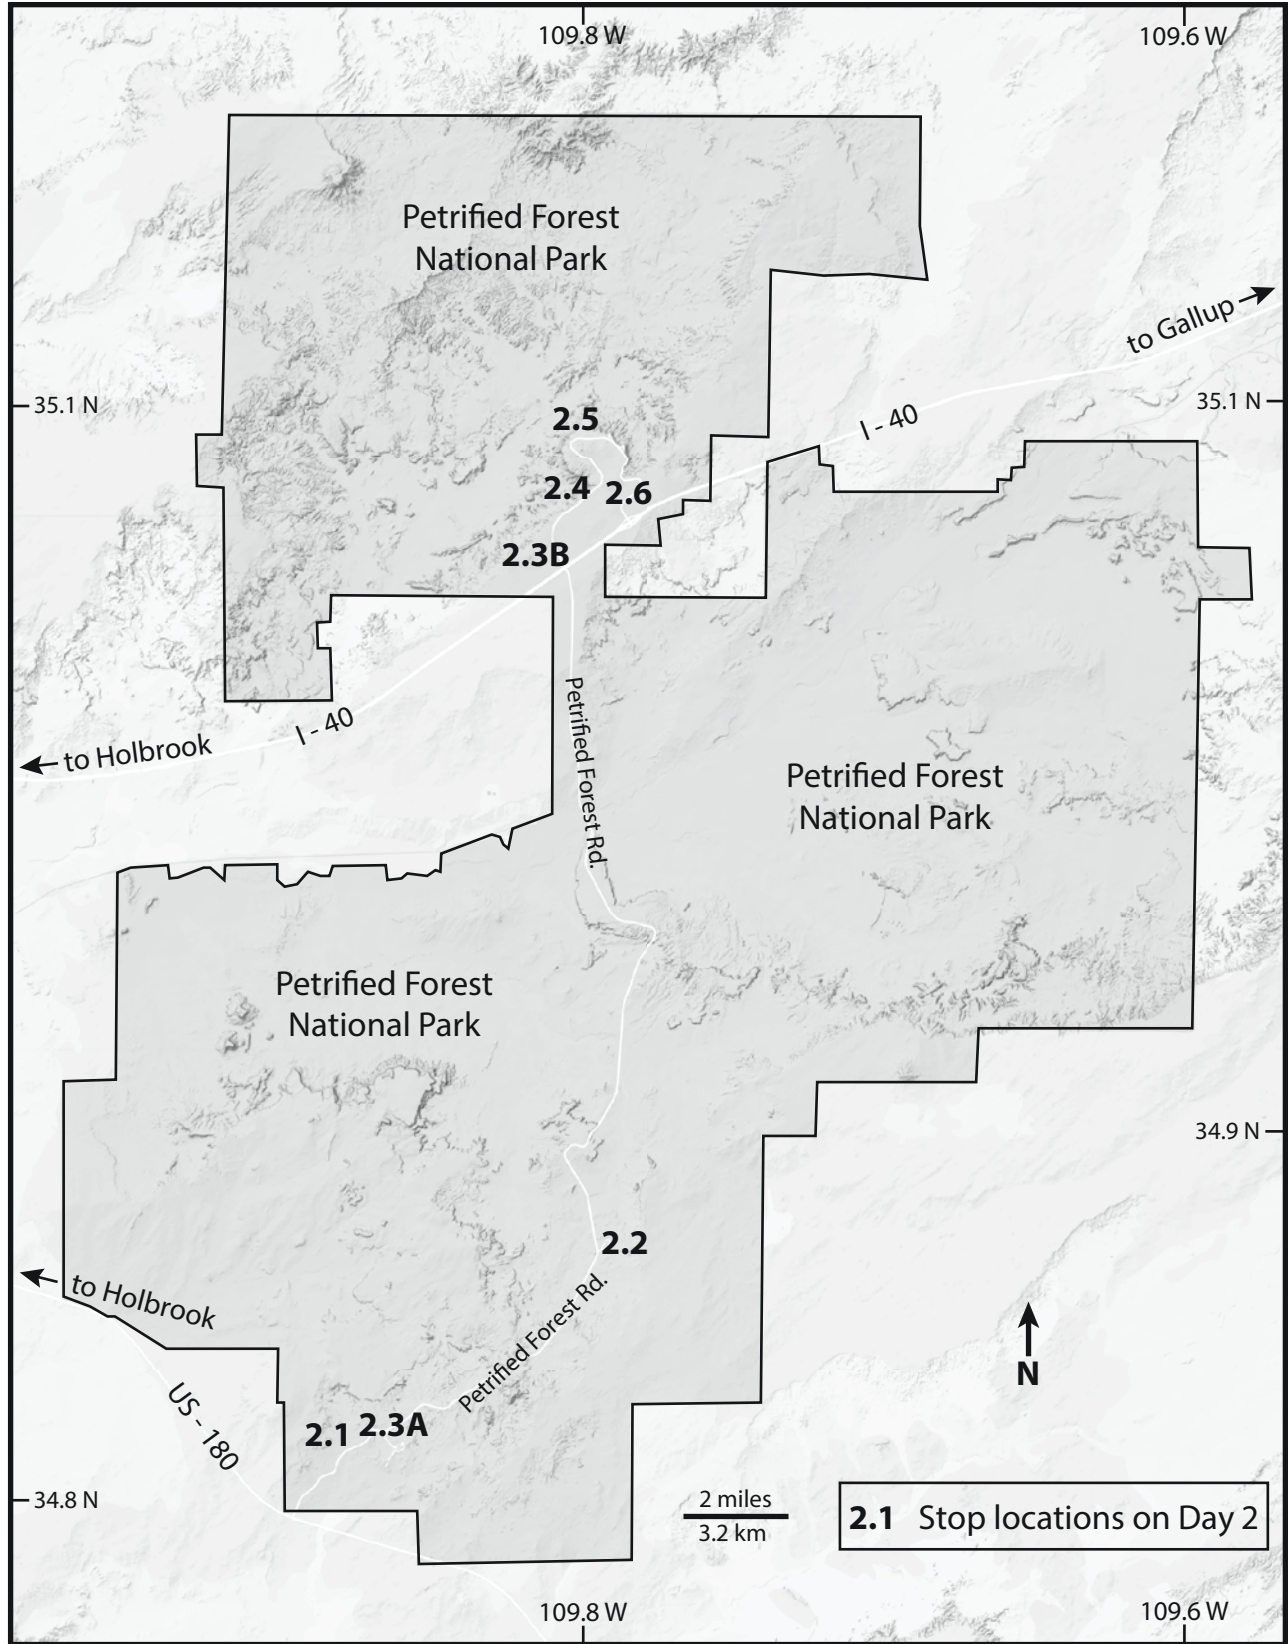 109.8 W
109.6 W
Petrified Forest
National Park
to Gallup
35.1 N
35.1 N
I - 40
2.5
2.4
2.6
2.3B
Petrified Forest Rd.
I - 40
to Holbrook
Petrified Forest
National Park
Petrified Forest
National Park
34.9 N
2.2
to Holbrook
Petrified Forest Rd.
N
US - 180
2.1
2.3A
34.8 N
2 miles
3.2 km
2.1 Stop locations on Day 2
109.8 W
109.6 W